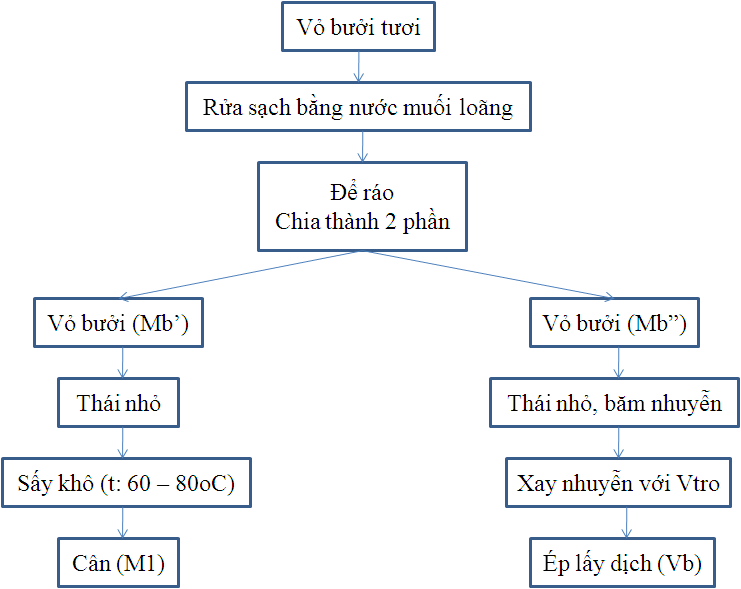 Vỏ bưởi tươi
Rửa sạch bằng nước muối loãng
Để ráo
Chia thành 2 phần
Vỏ bưởi (Mb’)
Vỏ bưởi (Mb”)
Thái nhỏ
Thái nhỏ, băm nhuyễn
Sấy khô (t: 60 – 80oC)
Xay nhuyễn với Vtro
Cân (M1)
Ép lấy dịch (Vb)